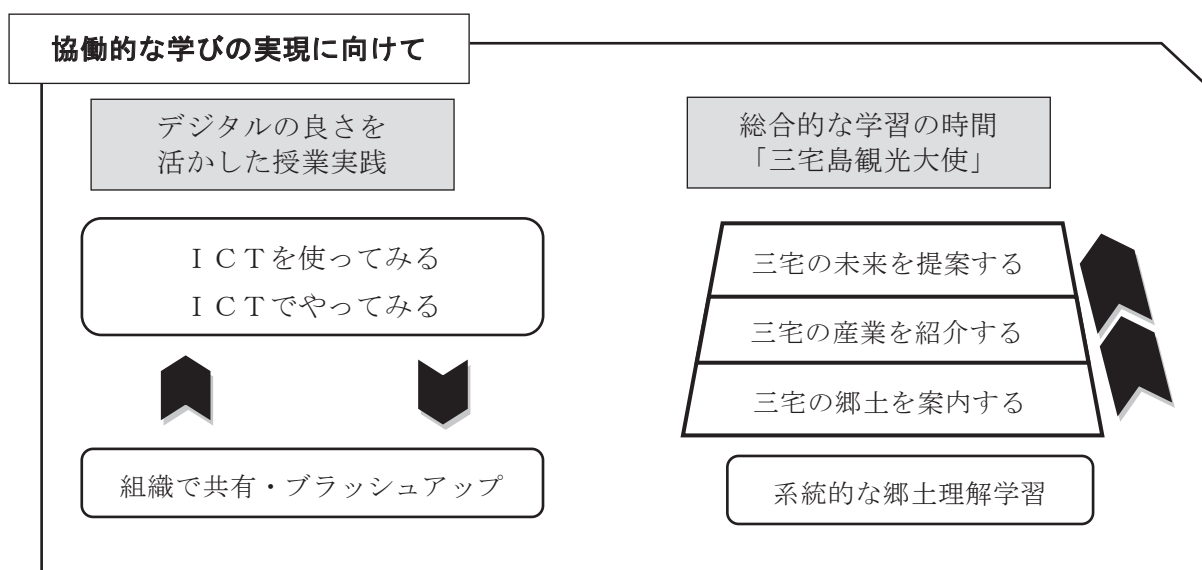 協働的な学びの実現に向けて
デジタルの良さを
活かした授業実践
ＩＣＴを使ってみる
ＩＣＴでやってみる
組織で共有・ブラッシュアップ
総合的な学習の時間
「三宅島観光大使」
三宅の未来を提案する
三宅の産業を紹介する
三宅の郷土を案内する
系統的な郷土理解学習